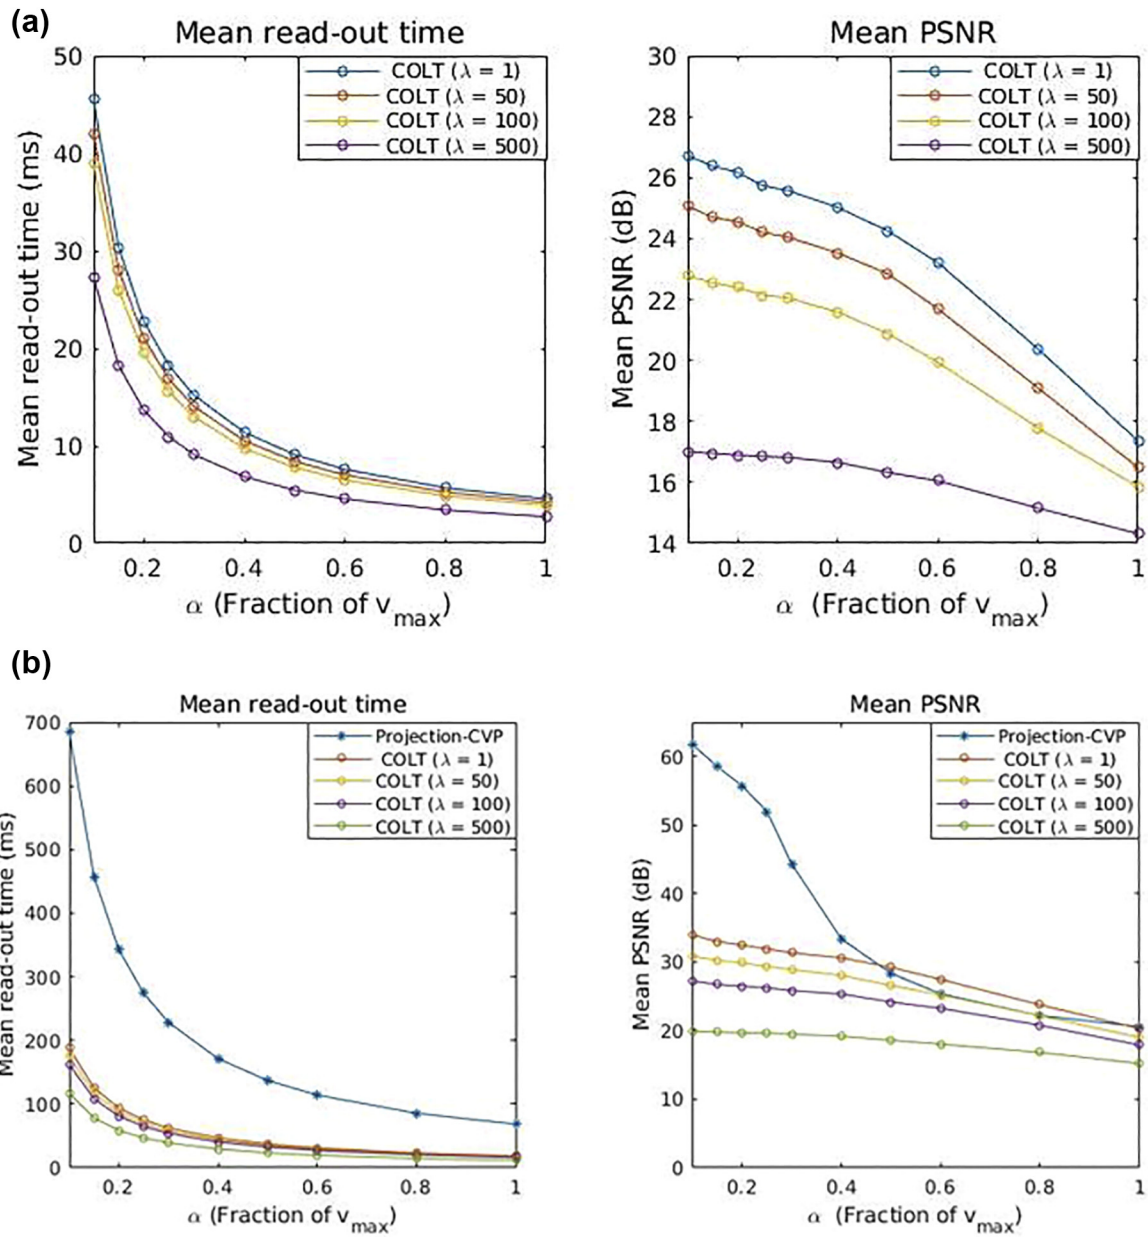 (a)
Mean read-out time
50
40
30
20
10
0
Mean read-out time (ms)
COLT (λ = 1)
COLT (λ = 50)
COLT (λ = 100)
COLT (λ = 500)
0.2 0.4 0.6 0.8 1
α (Fraction of vmax)
Mean PSNR
30
28
26
24
22
20
18
16
14
Mean PSNR (dB)
COLT (λ = 1)
COLT (λ = 50)
COLT (λ = 100)
COLT (λ = 500)
0.2 0.4 0.6 0.8 1
α (Fraction of vmax)
(b)
Mean read-out time
700
600
500
400
300
200
100
0
Mean read-out time (ms)
Projection-CVP
COLT (λ = 1)
COLT (λ = 50)
COLT (λ = 100)
COLT (λ = 500)
0.2 0.4 0.6 0.8 1
α (Fraction of vmax)
Mean PSNR
60
50
40
30
20
10
0
Mean PSNR (dB)
Projection-CVP
COLT (λ = 1)
COLT (λ = 50)
COLT (λ = 100)
COLT (λ = 500)
0.2 0.4 0.6 0.8 1
α (Fraction of vmax)